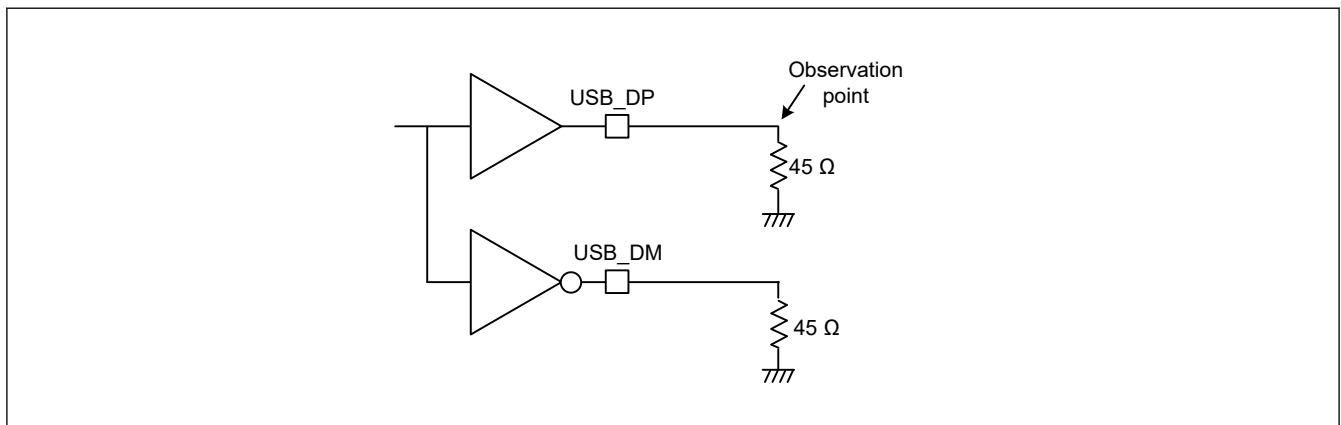 Observation
point
USB_DP
45 Ω
USB_DM
45 Ω